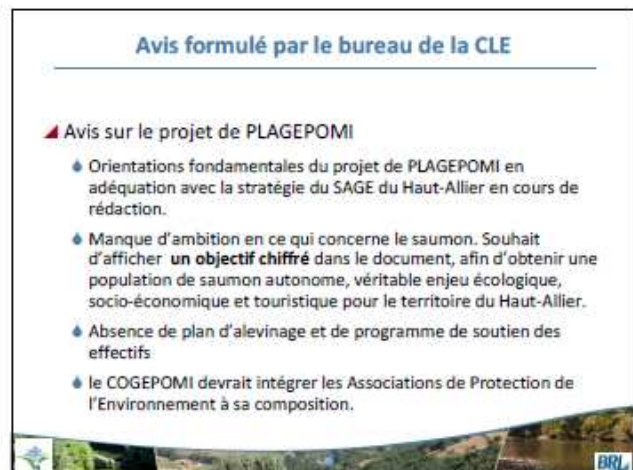 Avis formulé par le bureau de la CLE
Avis sur le projet de PLAGEPOMI
Orientations fondamentales du projet de PLAGEPOMI en
adéquation avec la stratégie du SAGE du Haut-Allier en cours de
rédaction.
Manque d'ambition en ce qui concerne le saumon. Souhait
d'afficher un objectif chiffré dans le document, afin d'obtenir une
population de saumon autonome, véritable enjeu écologique,
socio-économique et touristique pour le territoire du Haut-Allier.
Absence de plan d'alevinage et de programme de soutien des
effectifs
le COGEPOMI devrait intégrer les Associations de Protection de
l'Environnement à sa composition.
BRL